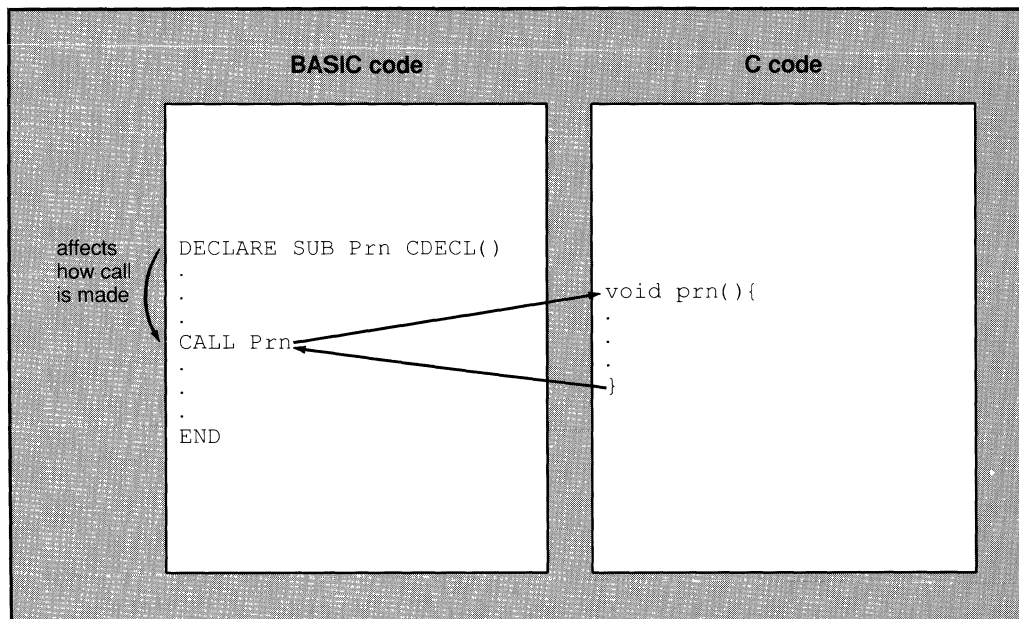 BASIC code
C code
affects
how call
is made
DECLARE SUB Prn CDECL()
.
.
.
CALL Prn
.
.
.
END
void prn(){
.
.
.
}